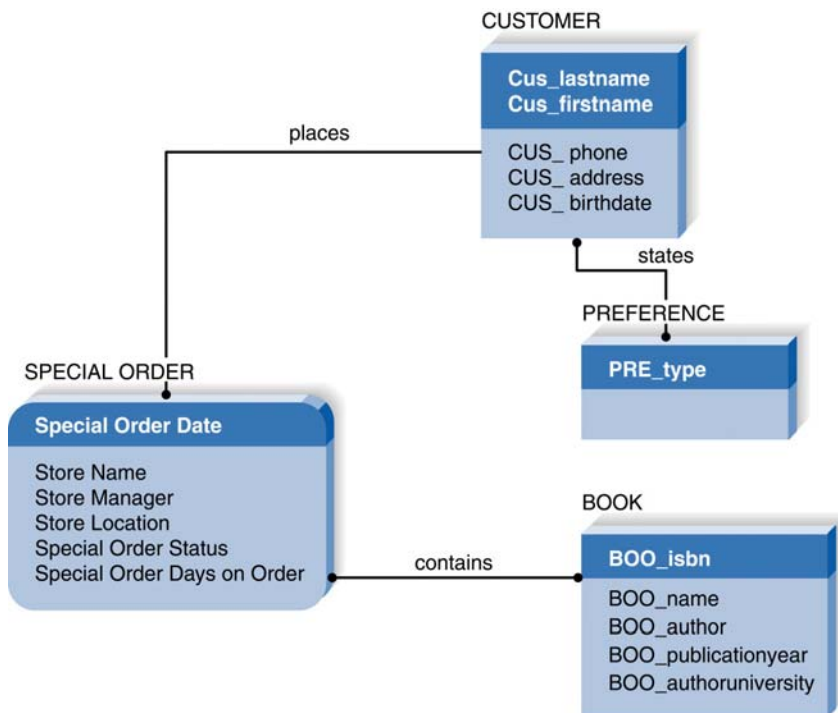 CUSTOMER
Cus_lastname
Cus_firstname
CUS_ phone
CUS_ address
CUS_ birthdate
places
states
PREFERENCE
PRE_type
SPECIAL ORDER
Special Order Date
Store Name
Store Manager
Store Location
Special Order Status
Special Order Days on Order
contains
BOOK
BOO_isbn
BOO_name
BOO_author
BOO_publicationyear
BOO_authoruniversity